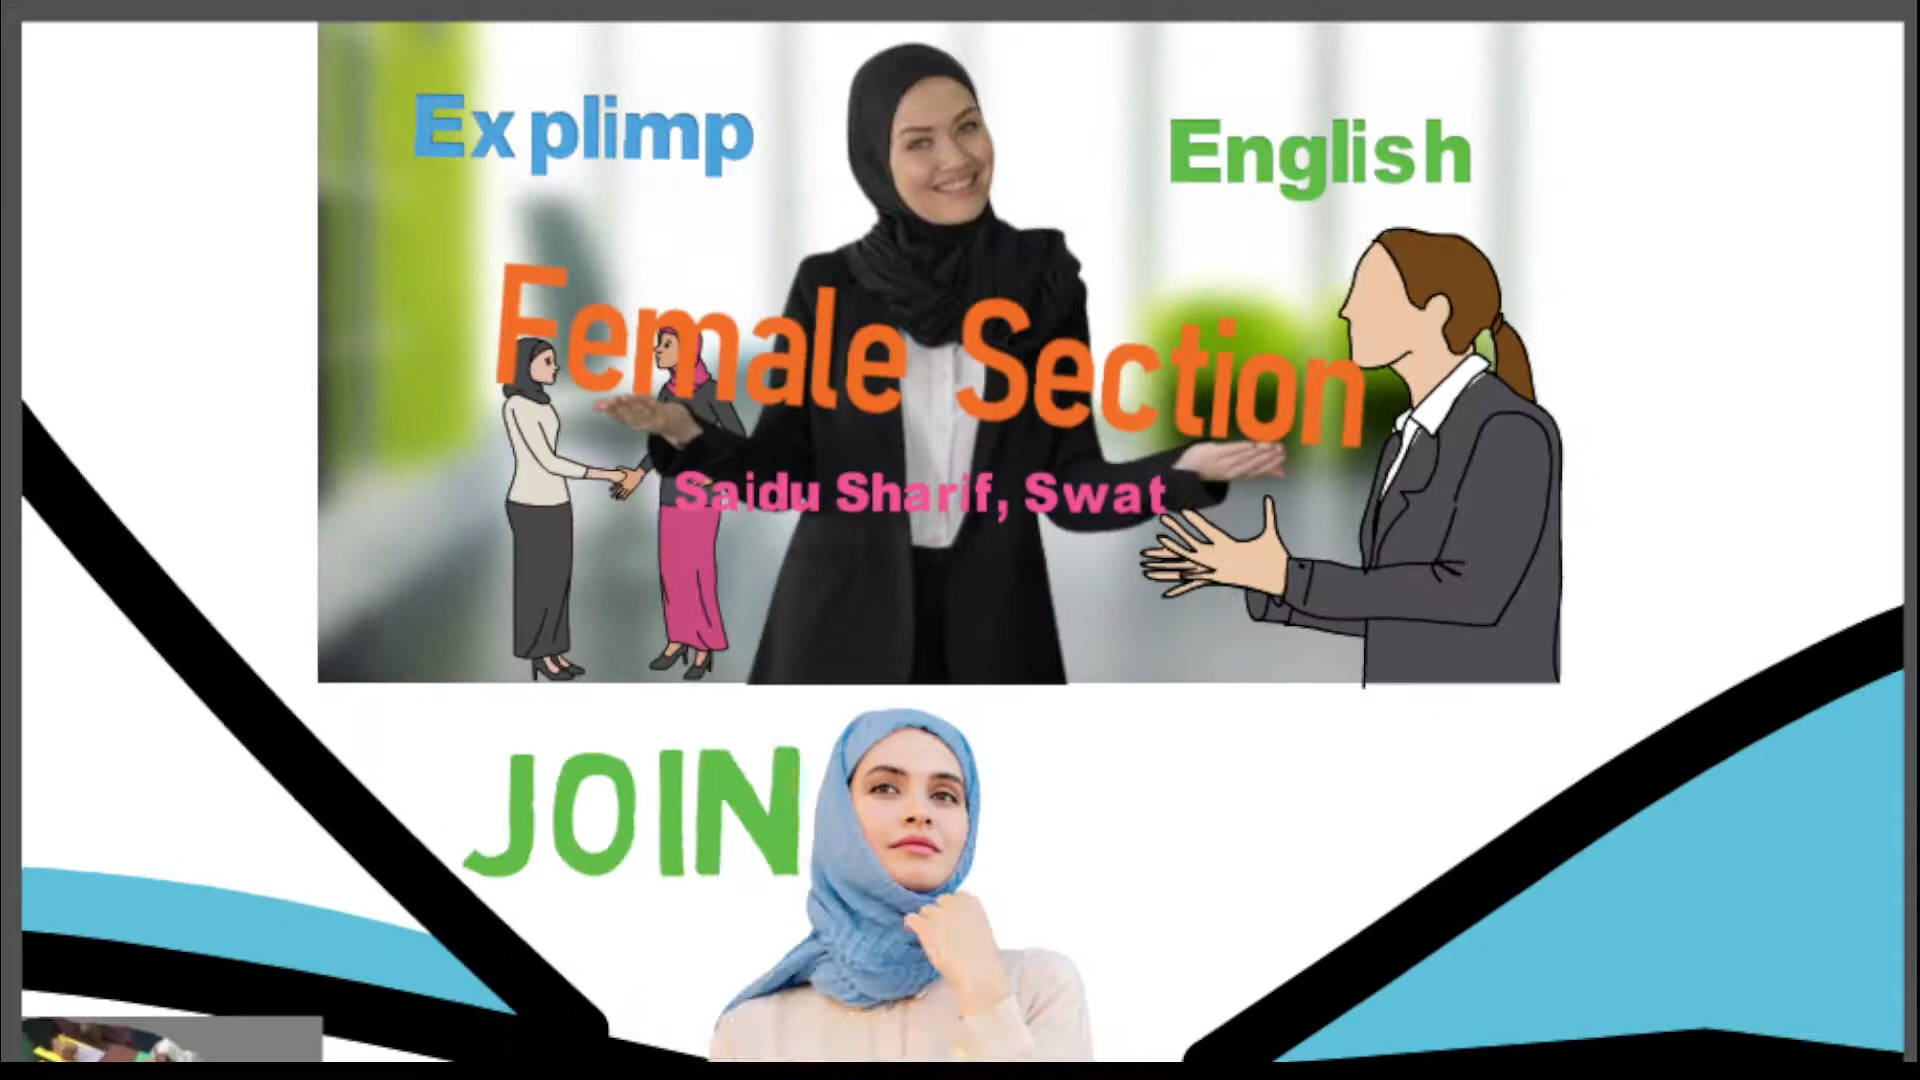 Explimp
English
Female Section
Saidu Sharif, Swat
JOIN